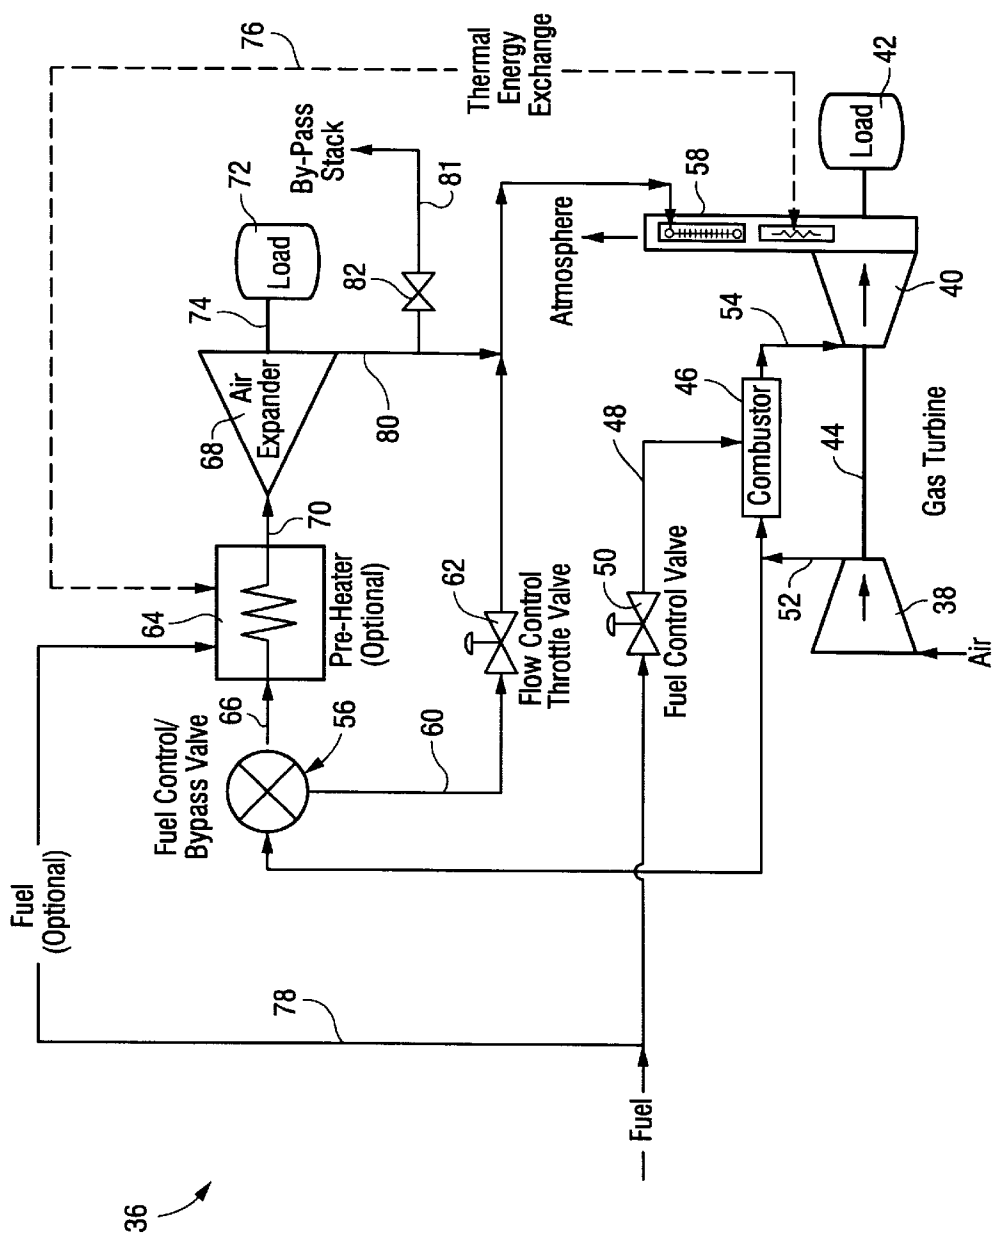 36
Fuel
(Optional)
78
Fuel
Fuel Control/
Bypass Valve
56
66
60
64
Pre-Heater
(Optional)
70
76
Thermal
Energy
Exchange
68
Air
Expander
74
72
Load
80
82
81
By-Pass
Stack
62
Flow Control
Throttle Valve
50
Fuel Control Valve
48
46
Combustor
54
52
Air
38
44
Gas Turbine
40
Atmosphere
58
Load
42